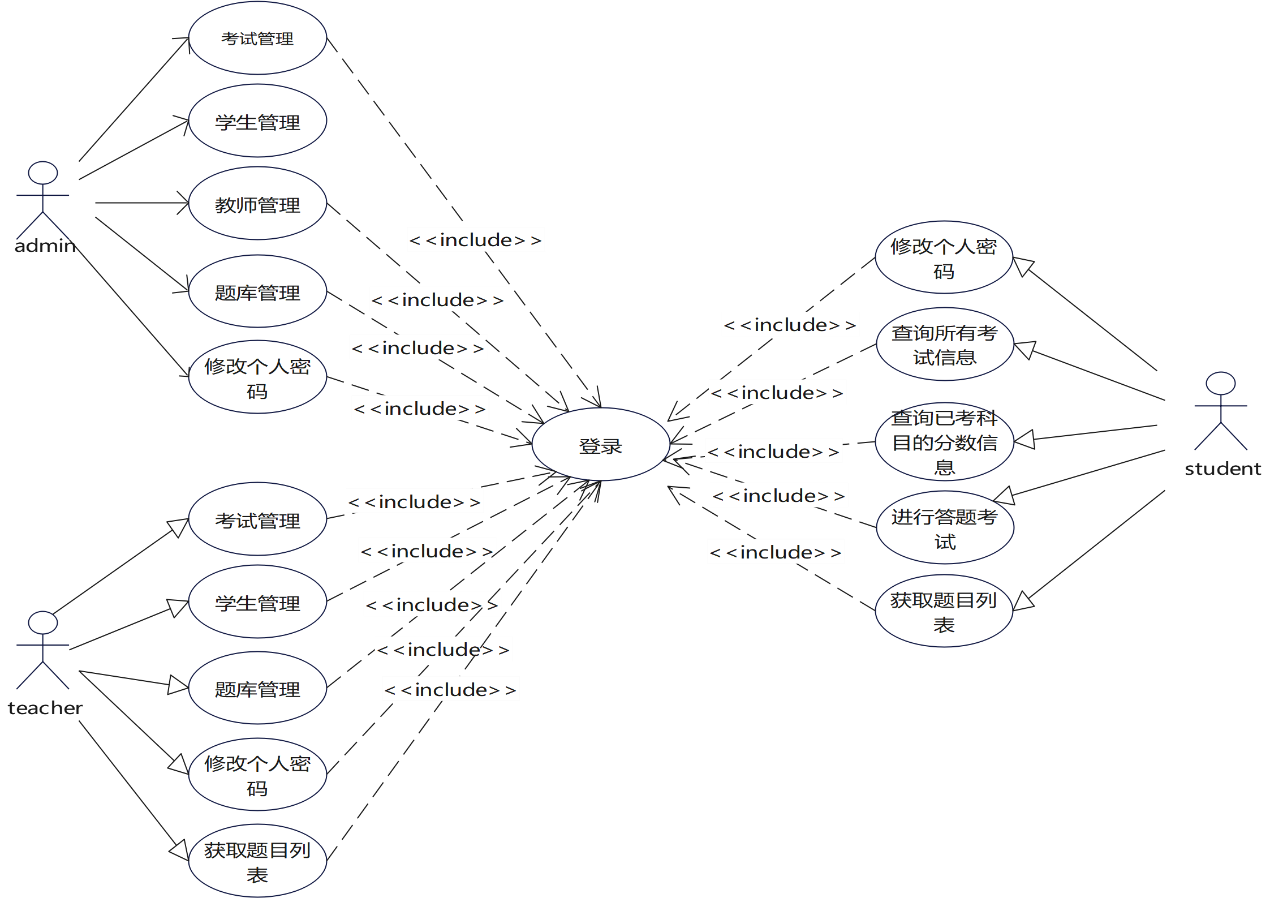 考试管理
学生管理
教师管理
题库管理
修改个人密
码
admin
<<include>>
<<include>>
<<include>>
<<include>>
登录
考试管理
学生管理
题库管理
修改个人密
码
获取题目列
表
teacher
<<include>>
<<include>>
<<include>>
<<include>>
<<include>>
修改个人密
码
查询所有考
试信息
查询已考科
目的分数信
息
进行答题考
试
获取题目列
表
student
<<include>>
<<include>>
<<include>>
<<include>>
<<include>>